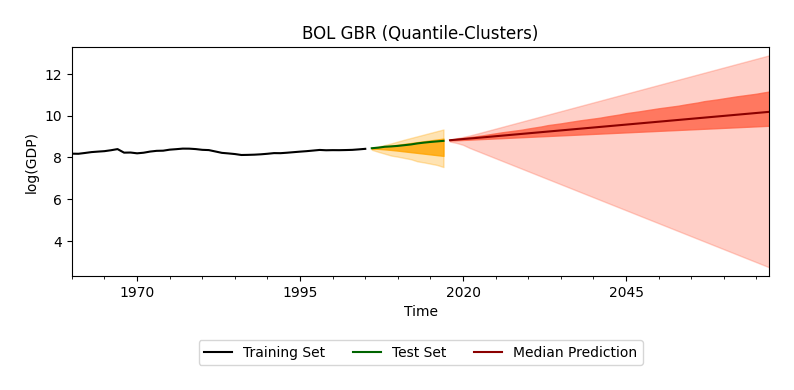 BOL GBR (Quantile-Clusters)
log(GDP)
12
10
8
6
4
1970 1995 2020 2045
Time
Training Set Test Set Median Prediction